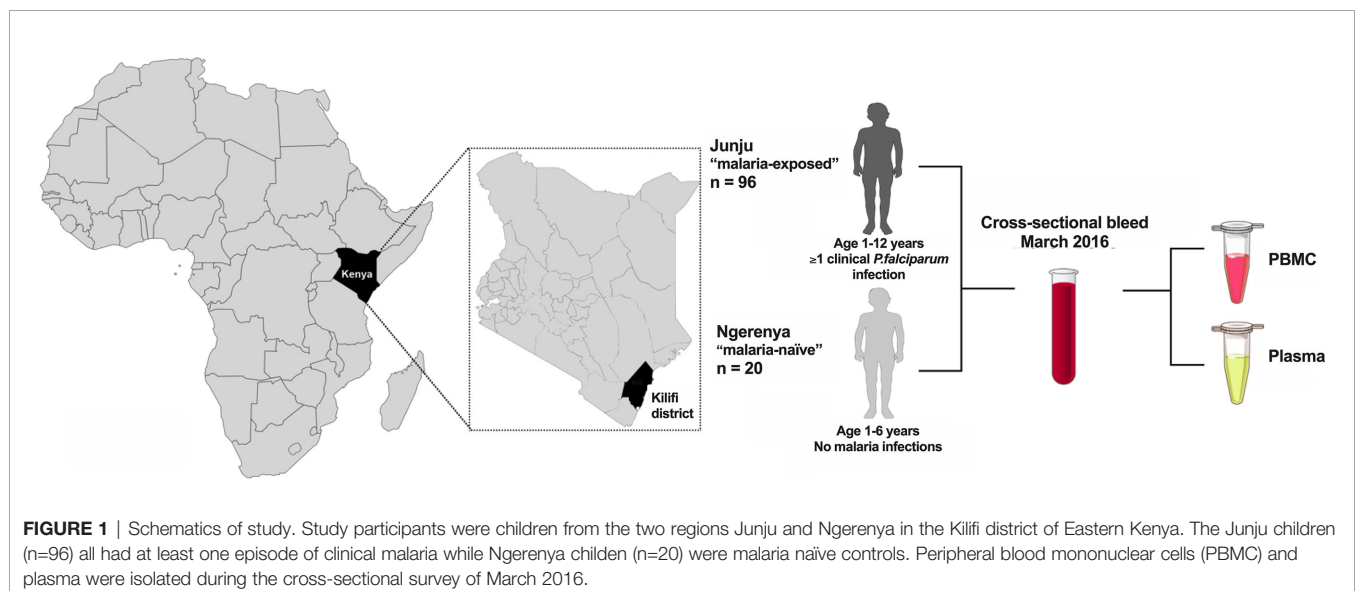 Kenya
Kilifi
district
Junju
“malaria-exposed”
n = 96
Age 1-12 years
≥1 clinical P.falciparum
infection
Ngerenya
“malaria-naïve”
n = 20
Age 1-6 years
No malaria infections
Cross-sectional bleed
March 2016
PBMC
Plasma
FIGURE 1 | Schematics of study. Study participants were children from the two regions Junju and Ngerenya in the Kilifi district of Eastern Kenya. The Junju children
(n=96) all had at least one episode of clinical malaria while Ngerenya childen (n=20) were malaria naïve controls. Peripheral blood mononuclear cells (PBMC) and
plasma were isolated during the cross-sectional survey of March 2016.